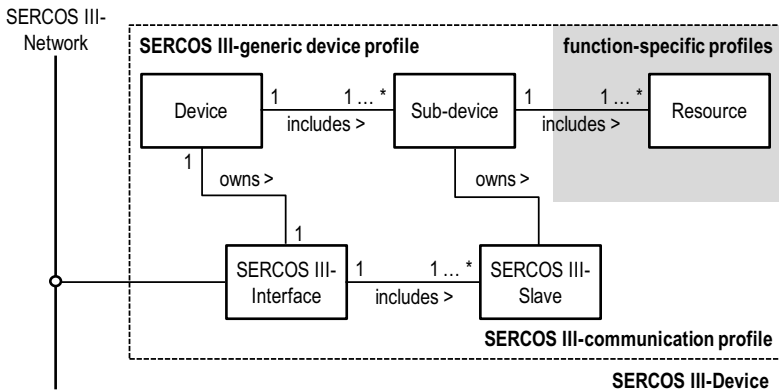 SERCOS III-
Network
SERCOS III-generic device profile
function-specific profiles
Device
1
1 … *
includes >
Sub-device
1
1 … *
includes >
Resource
1
owns >
1
owns >
SERCOS III-
Interface
1
1 … *
includes >
SERCOS III-
Slave
SERCOS III-communication profile
SERCOS III-Device